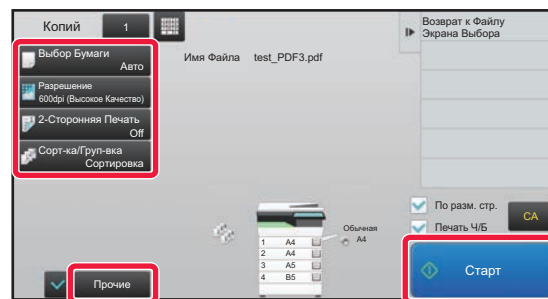 Копий 1
Возврат к Файлу
Экрана Выбора
Выбор Бумаги
Авто
Имя Файла test_PDF3.pdf
Разрешение
600dpi (Высокое Качество)
2-Сторонняя Печать
Off
Сорт-ка/Груп-вка
Сортировка
По разм. стр.
Печать Ч/Б
CA
Обычная
A4
1 A4
2 A4
3 A5
4 B5
Прочие
Старт